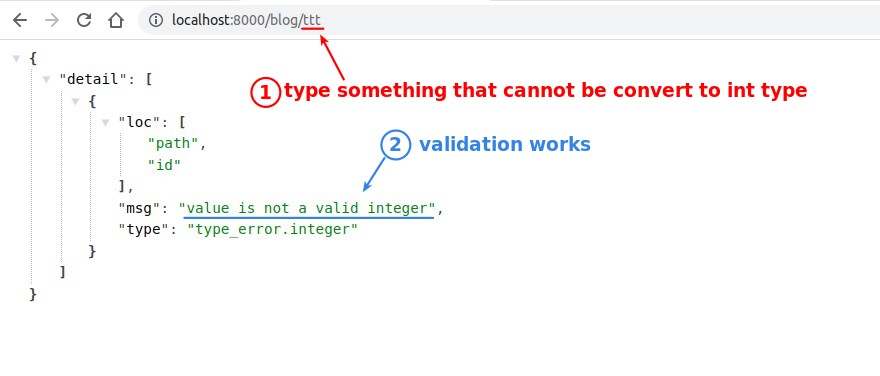 localhost:8000/blog/ttt
{
"detail": [
① type something that cannot be convert to int type
{
"loc": [
"path",
② validation works
"id"
],
"msg": "value is not a valid integer",
"type": "type_error.integer"
}
]
}